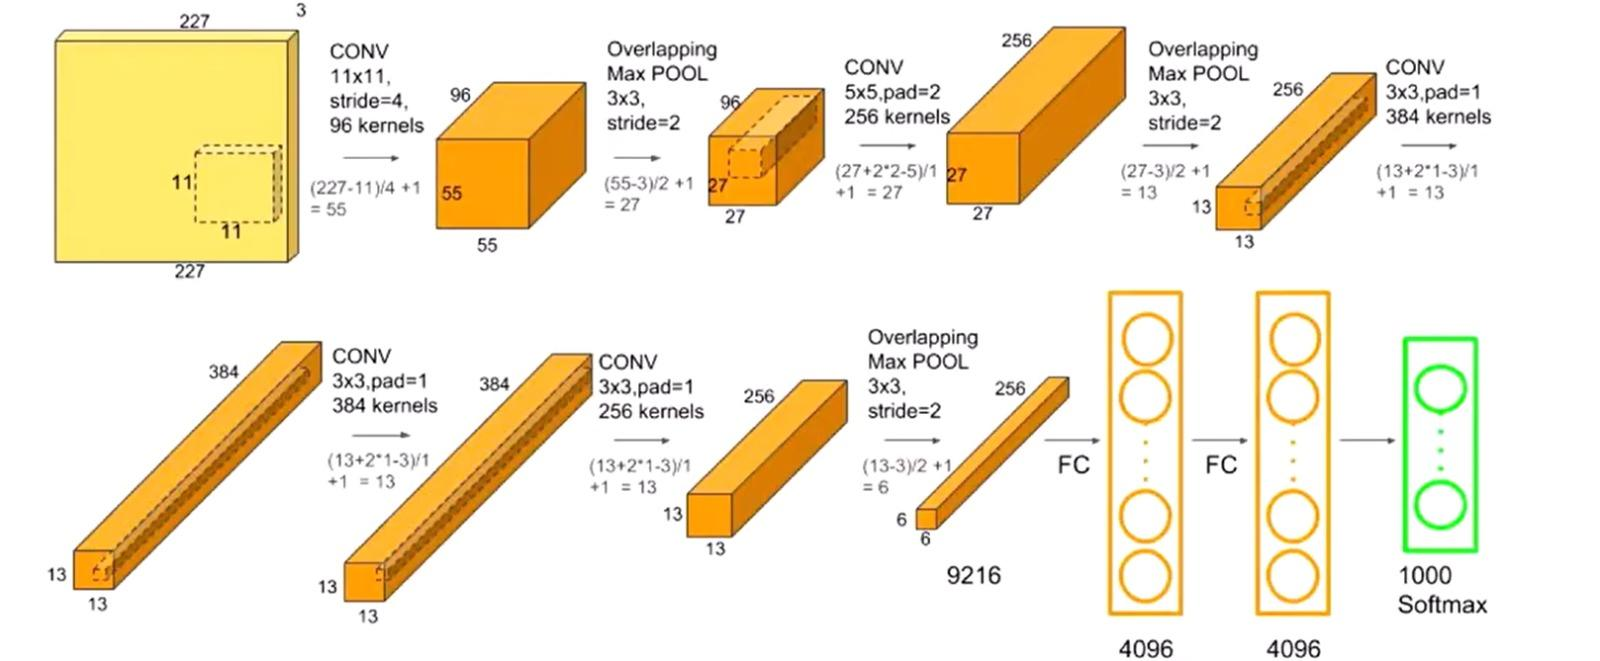 227
3
11
11
227
CONV
11x11,
stride=4,
96 kernels
(227-11)/4 +1
= 55
96
55
55
Overlapping
Max POOL
3x3,
stride=2
(55-3)/2 +1
= 27
96
27
27
CONV
5x5,pad=2
256 kernels
(27+2*2-5)/1
+1 = 27
256
27
27
Overlapping
Max POOL
3x3,
stride=2
(27-3)/2 +1
= 13
256
13
13
CONV
3x3,pad=1
384 kernels
(13+2*1-3)/1
+1 = 13
384
13
13
CONV
3x3,pad=1
384 kernels
(13+2*1-3)/1
+1 = 13
384
13
13
CONV
3x3,pad=1
256 kernels
(13+2*1-3)/1
+1 = 13
256
13
13
Overlapping
Max POOL
3x3,
stride=2
(13-3)/2 +1
= 6
256
6
6
9216
FC
4096
FC
4096
1000
Softmax